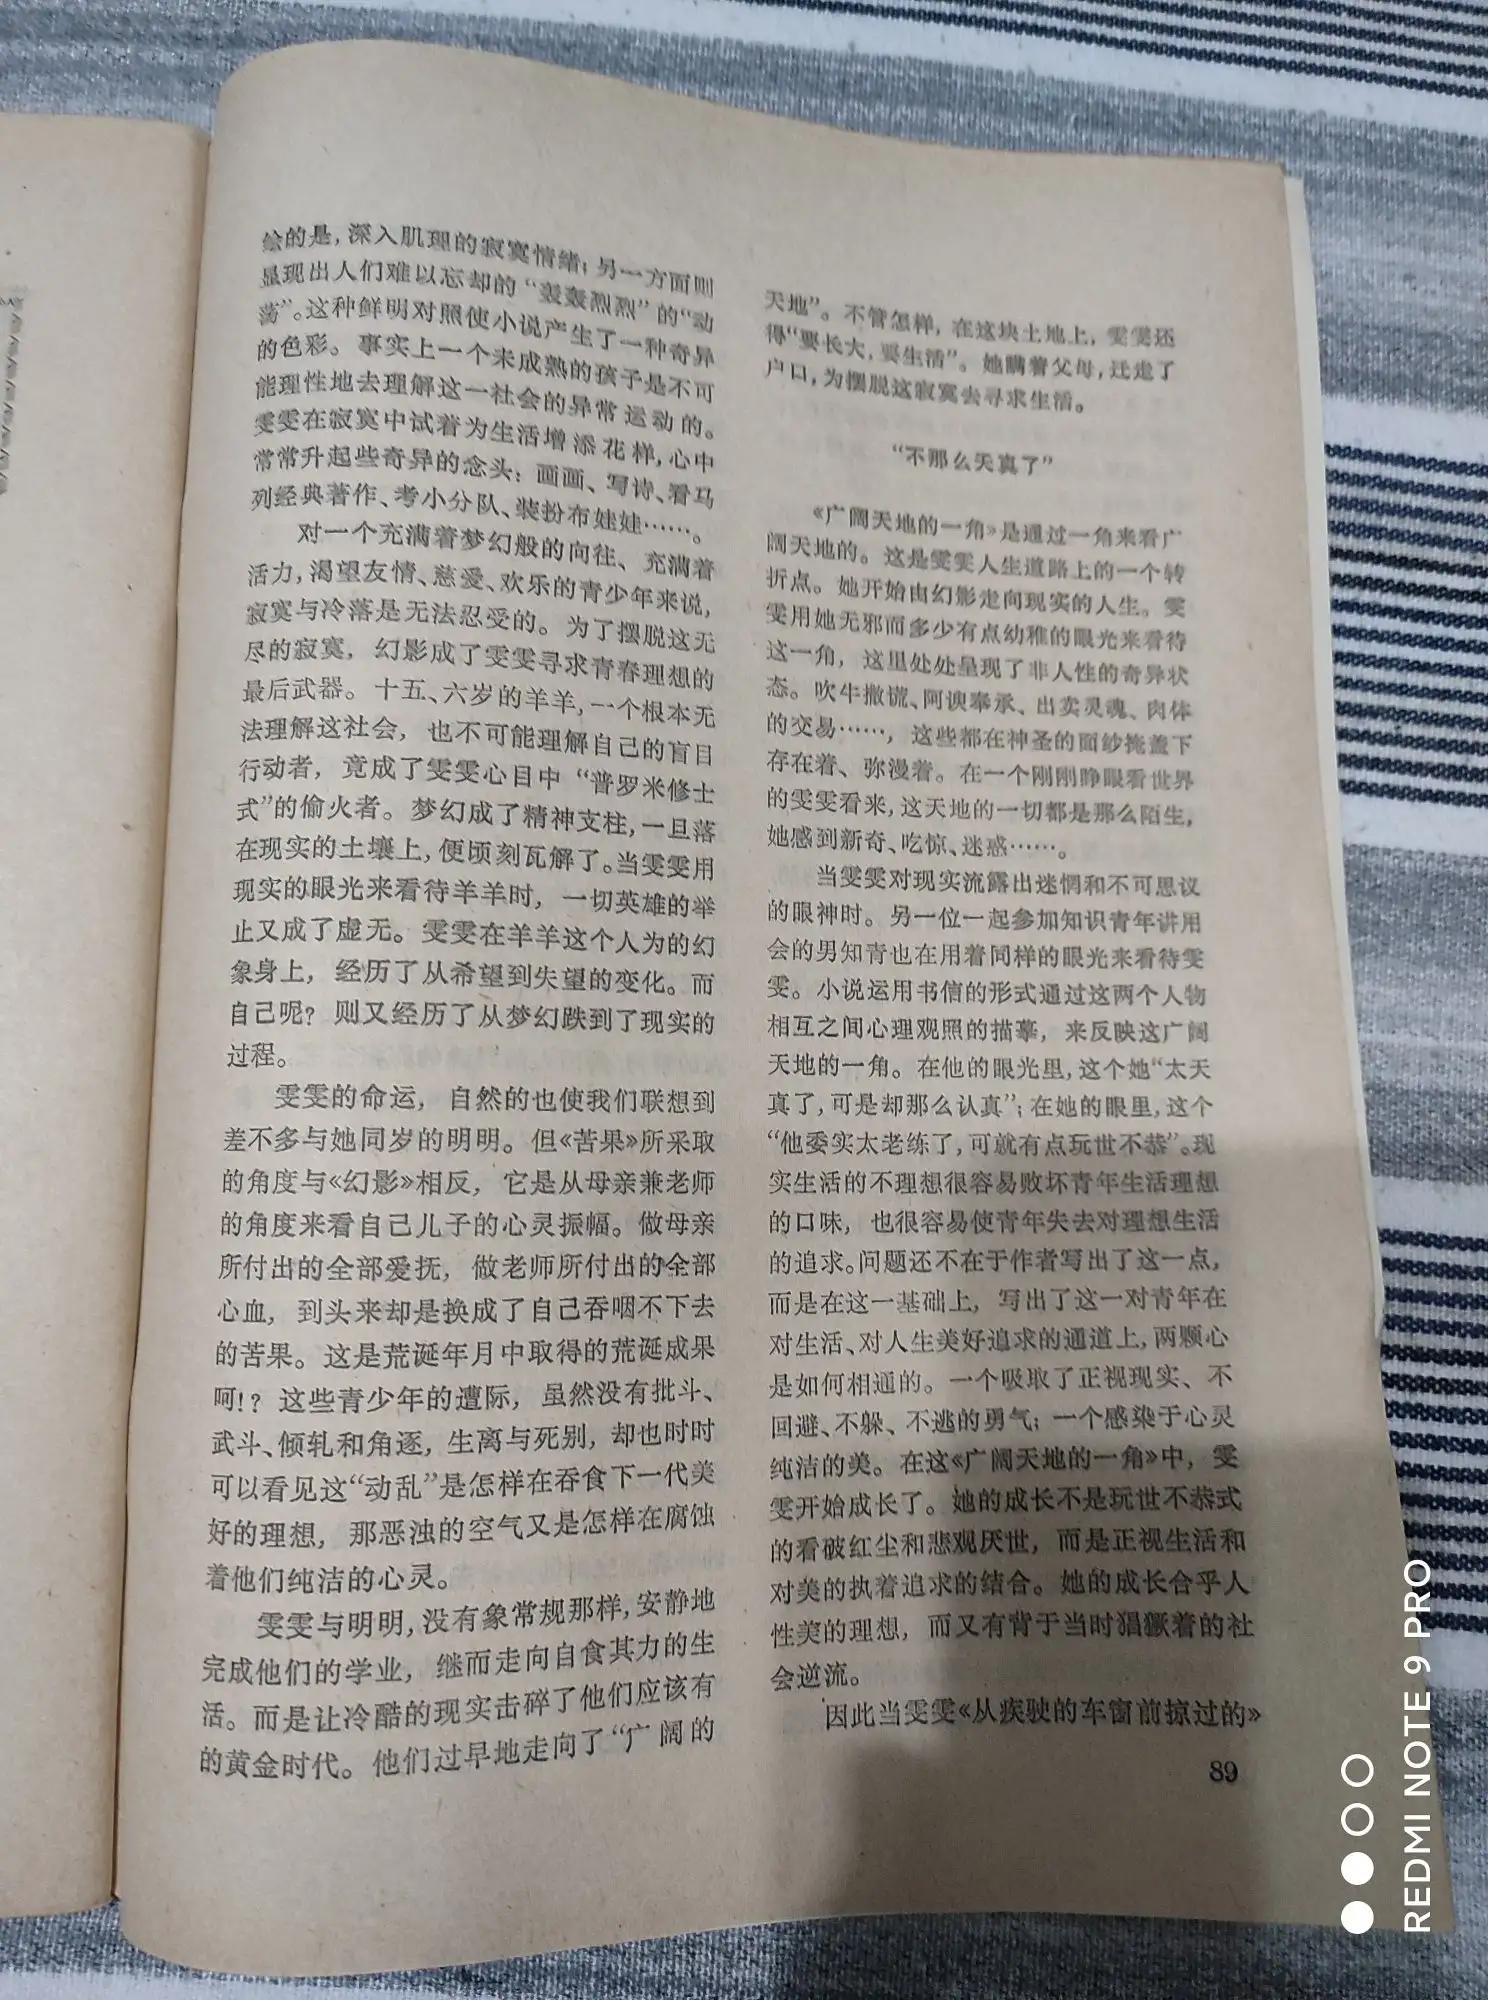 绘的是,深入肌理的寂寞情绪;另一方面则
显现出人们难以忘却的“轰轰烈烈”的“动
荡”。这种鲜明对照使小说产生了一种奇异
的色彩。事实上一个未成熟的孩子是不可
能理性地去理解这一社会的异常运动的。
雯雯在寂寞中试着为生活增添花样,心中
常常升起些奇异的念头:画画、写诗、看马
列经典著作、考小分队、装扮布娃娃……。
对一个充满着梦幻般的向往、充满着
活力,渴望友情、慈爱、欢乐的青少年来说,
寂寞与冷落是无法忍受的。为了摆脱这无
尽的寂寞,幻影成了雯雯寻求青春理想的
最后武器。十五、六岁的羊羊,一个根本无
法理解这社会,也不可能理解自己的盲目
行动者,竟成了雯雯心目中“普罗米修士
式”的偷火者。梦幻成了精神支柱,一旦落
在现实的土壤上,便顷刻瓦解了。当雯雯用
现实的眼光来看待羊羊时,一切英雄的举
止又成了虚无。雯雯在羊羊这个人为的幻
象身上,经历了从希望到失望的变化。而
自己呢?则又经历了从梦幻跌到了现实的
过程。
雯雯的命运,自然的也使我们联想到
差不多与她同岁的明明。但《苦果》所采取
的角度与《幻影》相反,它是从母亲兼老师
的角度来看自己儿子的心灵振幅。做母亲
所付出的全部爱抚,做老师所付出的全部
心血,到头来却是换成了自己吞咽不下去
的苦果。这是荒诞年月中取得的荒诞成果
呵!?这些青少年的遭际,虽然没有批斗、
武斗、倾轧和角逐,生离与死别,却也时时
可以看见这“动乱”是怎样在吞食下一代美
好的理想,那恶浊的空气又是怎样在腐蚀
着他们纯洁的心灵。
雯雯与明明,没有象常规那样,安静地
完成他们的学业,继而走向自食其力的生
活。而是让冷酷的现实击碎了他们应该有
的黄金时代。他们过早地走向了“广阔的
天地”。不管怎样,在这块土地上,雯雯还
得“要长大,要生活”。她瞒着父母,迁走了
户口,为摆脱这寂寞去寻求生活。
“不那么天真了”
《广阔天地的一角》是通过一角来看广
阔天地的。这是雯雯人生道路上的一个转
折点。她开始由幻影走向现实的人生。雯
雯用她无邪而多少有点幼稚的眼光来看待
这一角,这里处处呈现了非人性的奇异状
态。吹牛撒谎、阿谀奉承、出卖灵魂、肉体
的交易……,这些都在神圣的面纱掩盖下
存在着、弥漫着。在一个刚刚睁眼看世界
的雯雯看来,这天地的一切都是那么陌生,
她感到新奇、吃惊、迷惑……。
当雯雯对现实流露出迷惘和不可思议
的眼神时。另一位一起参加知识青年讲用
会的男知青也在用着同样的眼光来看待雯
雯。小说运用书信的形式通过这两个人物
相互之间心理观照的描摹,来反映这广阔
天地的一角。在他的眼光里,这个她“太天
真了,可是却那么认真”;在她的眼里,这个
“他委实太老练了,可就有点玩世不恭”。现
实生活的不理想很容易败坏青年生活理想
的口味,也很容易使青年失去对理想生活
的追求。问题还不在于作者写出了这一点,
而是在这一基础上,写出了这一对青年在
对生活、对人生美好追求的通道上,两颗心
是如何相通的。一个吸取了正视现实、不
回避、不躲、不逃的勇气;一个感染于心灵
纯洁的美。在这《广阔天地的一角》中,雯
雯开始成长了。她的成长不是玩世不恭式
的看破红尘和悲观厌世,而是正视生活和
对美的执着追求的结合。她的成长合乎人
性美的理想,而又有背于当时猖獗着的社
会逆流。
因此当雯雯《从疾驶的车窗前掠过的》
89
REDMI NOTE 9 PRO